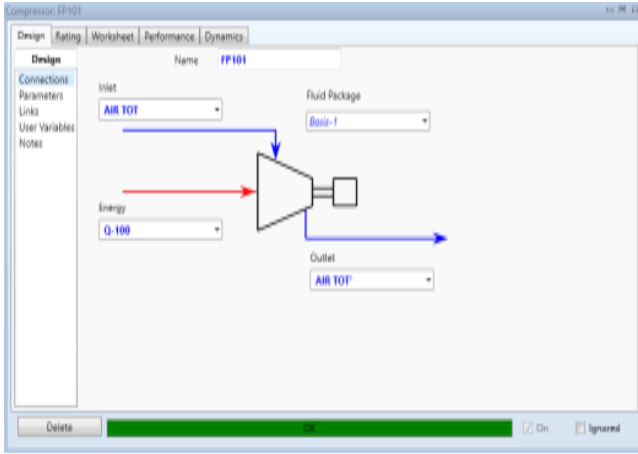 Compressor: FP101
Design Rating Worksheet Performance Dynamics
Design
Connections
Parameters
Links
User Variables
Notes
Name FP101
Inlet
AIR TOT
Fluid Package
Basis-1
Energy
Q-100
Outlet
AIR TOT'
Delete
OK
On
Ignored